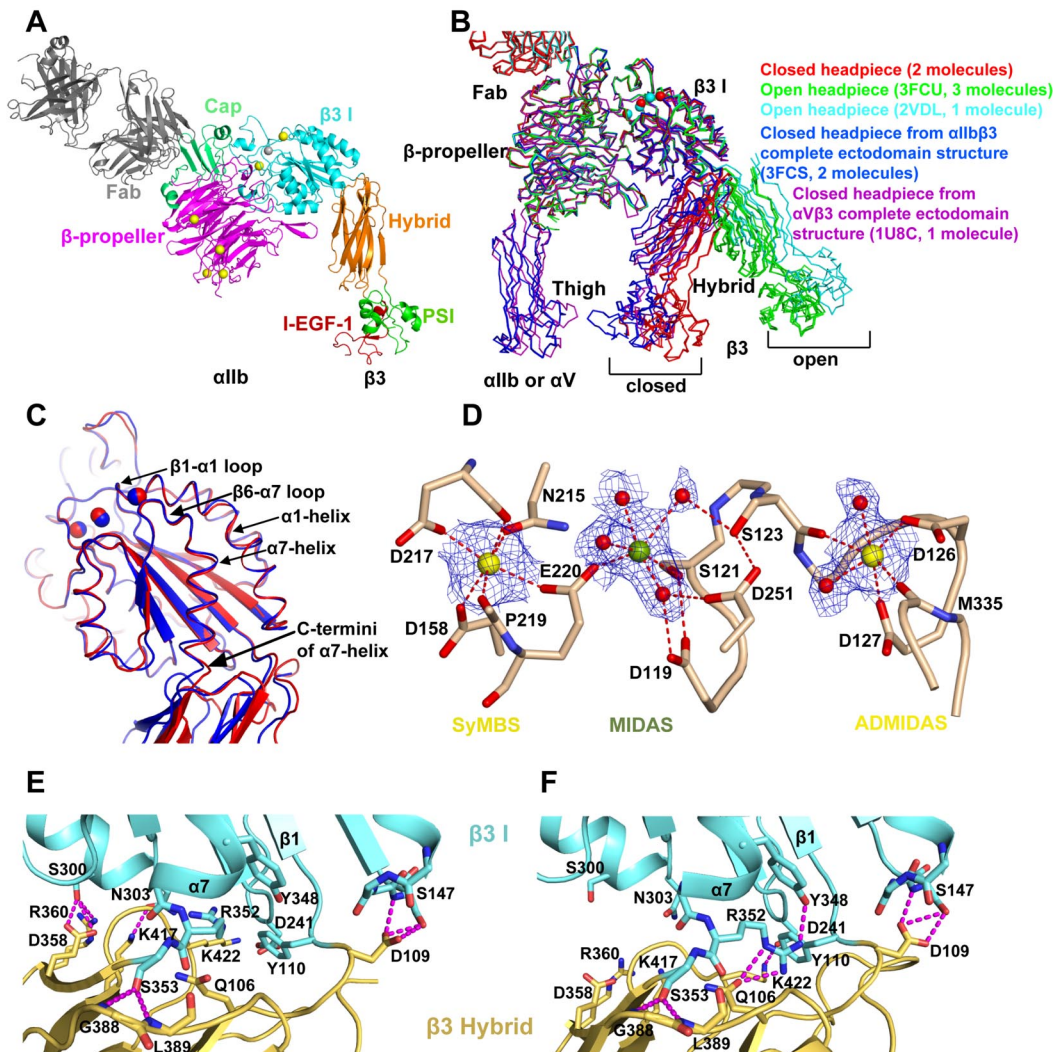 A
Cap
β3 I
Fab
β-propeller
Hybrid
I-EGF-1
PSI
αIIb
β3
B
Fab
β3 I
β-propeller
Thigh
Hybrid
β3
αIIb or αV
closed
open
Closed headpiece (2 molecules)
Open headpiece (3FCU, 3 molecules)
Open headpiece (2VDL, 1 molecule)
Closed headpiece from αIIbβ3
complete ectodomain structure
(3FCS, 2 molecules)
Closed headpiece from
αVβ3 complete ectodomain
structure (1U8C, 1 molecule)
C
β1-α1 loop
β6-α7 loop
α1-helix
α7-helix
C-termini
of α7-helix
D
N215
D217
E220
D158
P219
S123
S121
D251
D119
D126
M335
D127
SyMBS
MIDAS
ADMIDAS
E
β3 I
β1
S300
N303
α7
Y348
S147
R360
R352
D358
K417
D241
K422
Y110
D109
S353
Q106
G388
L389
β3 Hybrid
F
β1
S300
N303
α7
Y348
S147
R352
D241
R360
K417
Y110
D109
D358
S353
Q106
K422
G388
L389